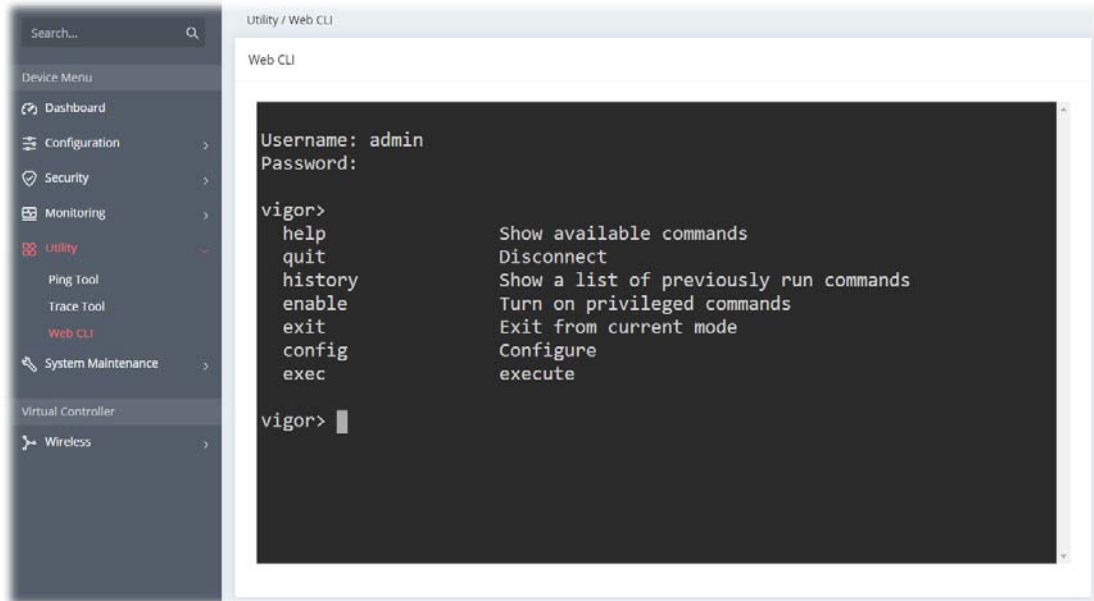 Search...
Device Menu
Dashboard
Configuration
Security
Monitoring
Utility
Ping Tool
Trace Tool
Web CLI
System Maintenance
Virtual Controller
Wireless
Utility / Web CLI
Web CLI
Username: admin
Password:
vigor>
help Show available commands
quit Disconnect
history Show a list of previously run commands
enable Turn on privileged commands
exit Exit from current mode
config Configure
exec execute
vigor>